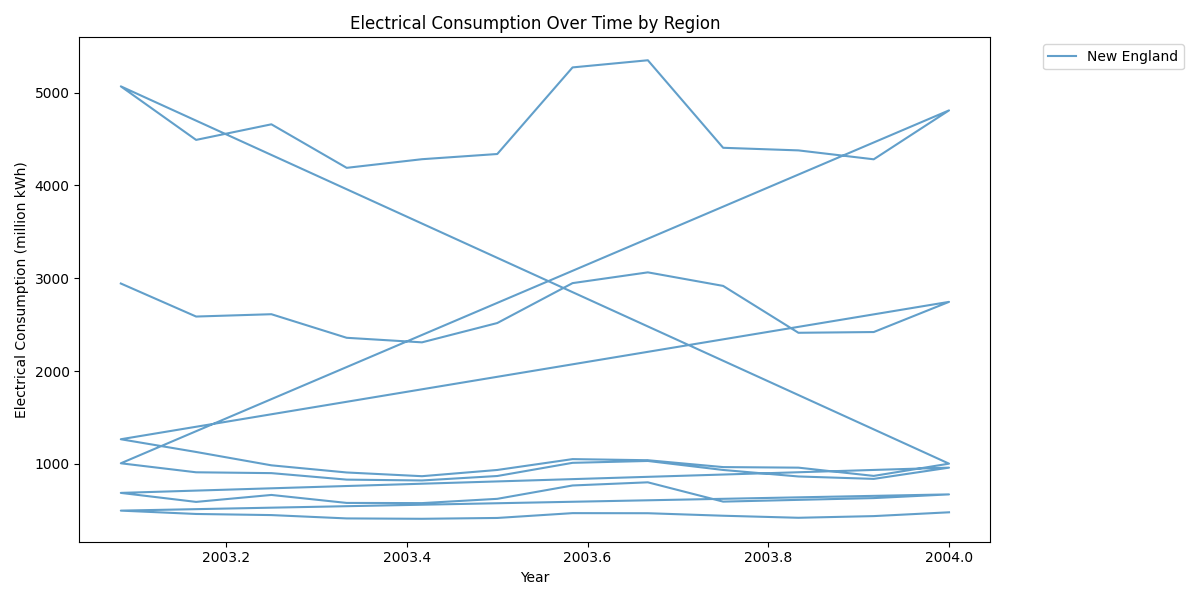 Electrical Consumption Over Time by Region
New England
Electrical Consumption (million kWh)
5000
4000
3000
2000
1000
2003.2 2003.4 2003.6 2003.8 2004.0
Year